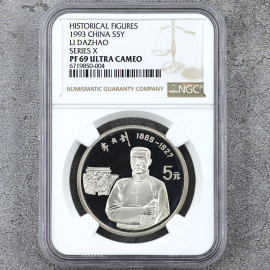 HISTORICAL FIGURES
1993 CHINA S5Y
LI DAZHAO
SERIES X
PF 69 ULTRA CAMEO
6719850-004
NUMISMATIC GUARANTY COMPANY
NGC
李大钊 1889-1927
5元